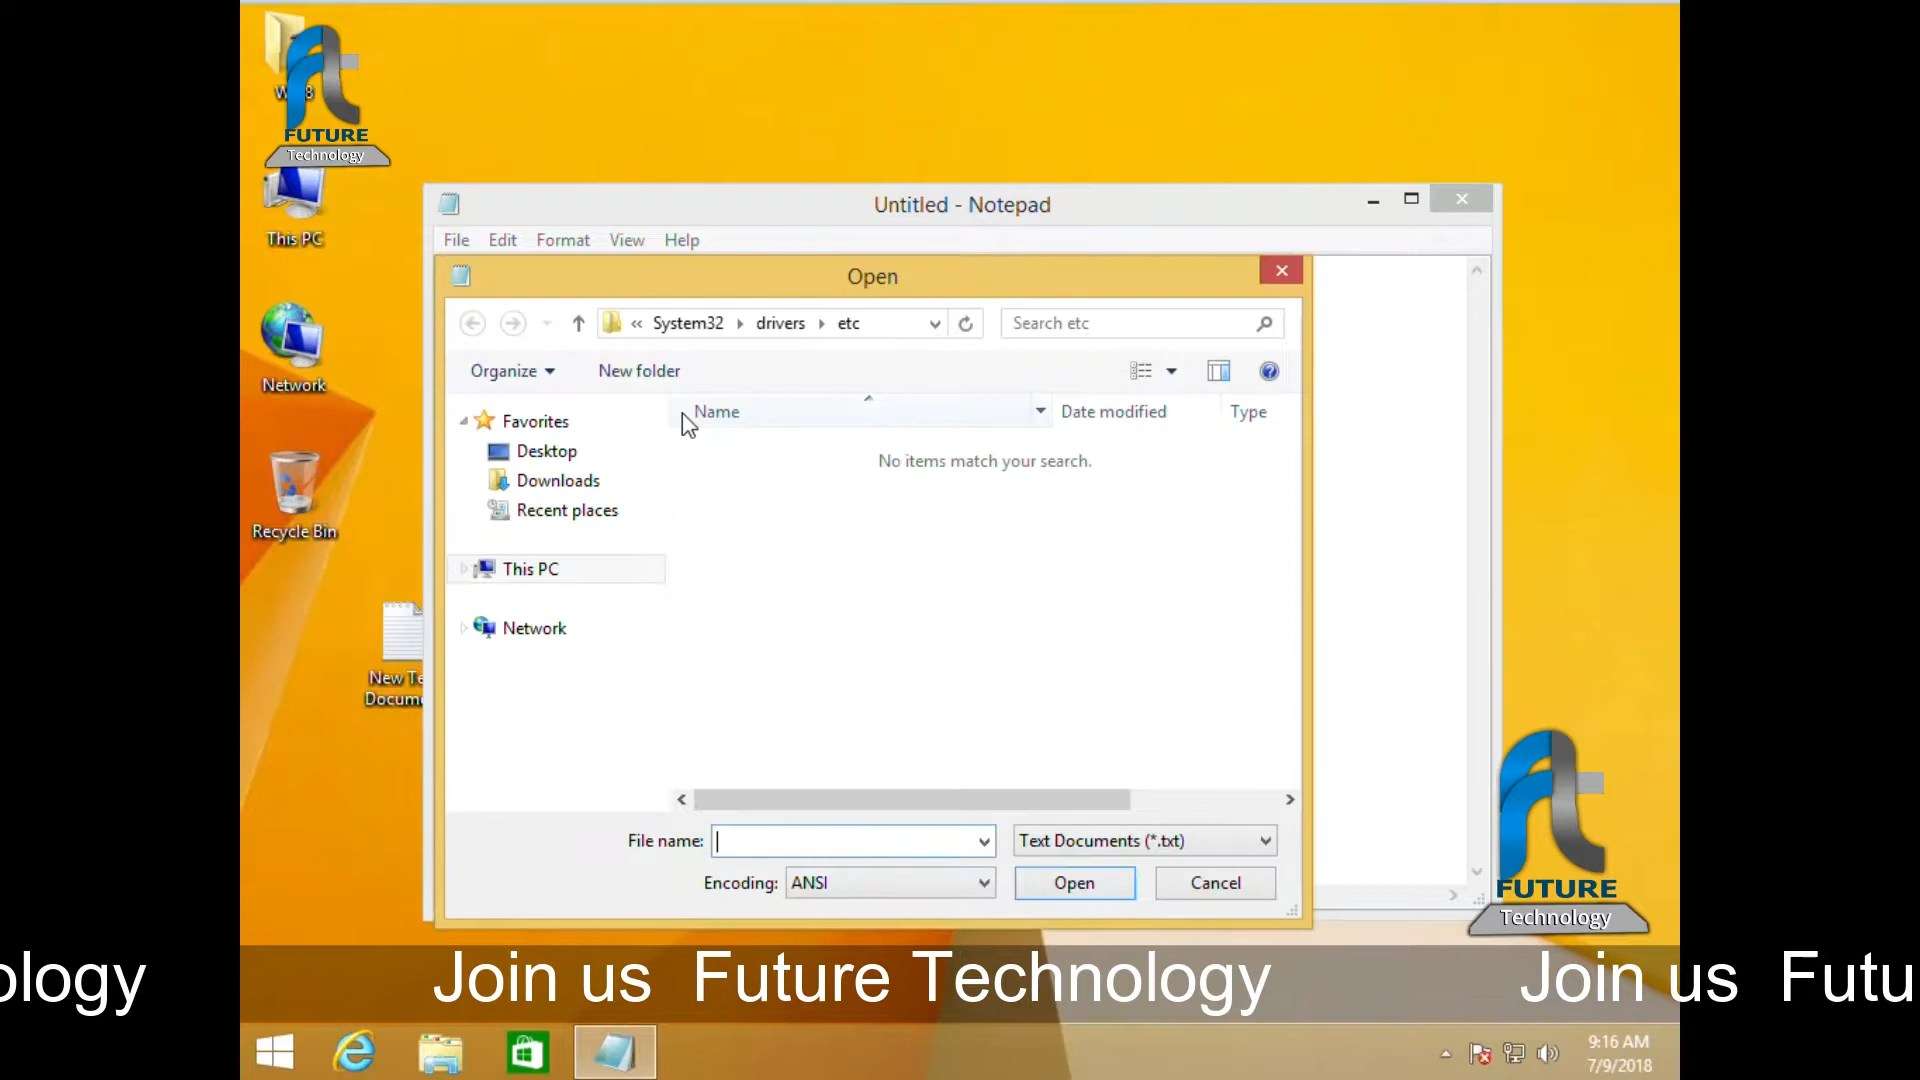 FUTURE
Technology
This PC
Network
Recycle Bin
New Te
Docum
Untitled - Notepad
File Edit Format View Help
Open
« System32 drivers etc
Search etc
Organize
New folder
Favorites
Desktop
Downloads
Recent places
This PC
Network
Name
Date modified
Type
No items match your search.
File name:
Text Documents (*.txt)
Encoding: ANSI
Open
Cancel
FUTURE
Technology
ology Join us Future Technology Join us Futu
9:16 AM
7/9/2018